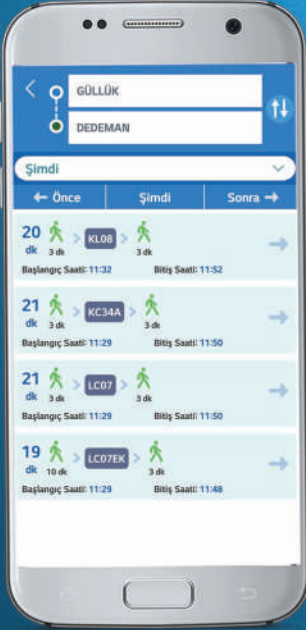 GÜLLÜK
DEDEMAN
Şimdi
← Önce Şimdi Sonra →
20 dk 3 dk > KL08 > 3 dk
Başlangıç Saati: 11:32 Bitiş Saati: 11:52
21 dk 3 dk > KC34A > 3 dk
Başlangıç Saati: 11:29 Bitiş Saati: 11:50
21 dk 3 dk > LC07 > 3 dk
Başlangıç Saati: 11:29 Bitiş Saati: 11:50
19 dk 10 dk > LC07EK > 3 dk
Başlangıç Saati: 11:29 Bitiş Saati: 11:48